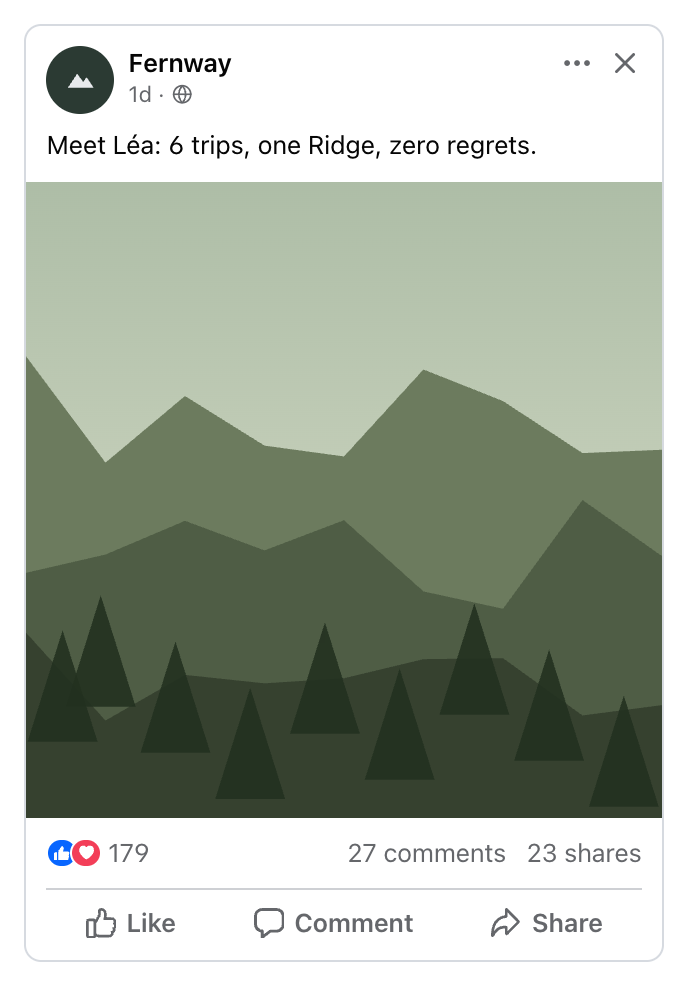 Fernway
1d ·
Meet Léa: 6 trips, one Ridge, zero regrets.
179
27 comments 23 shares
Like Comment Share